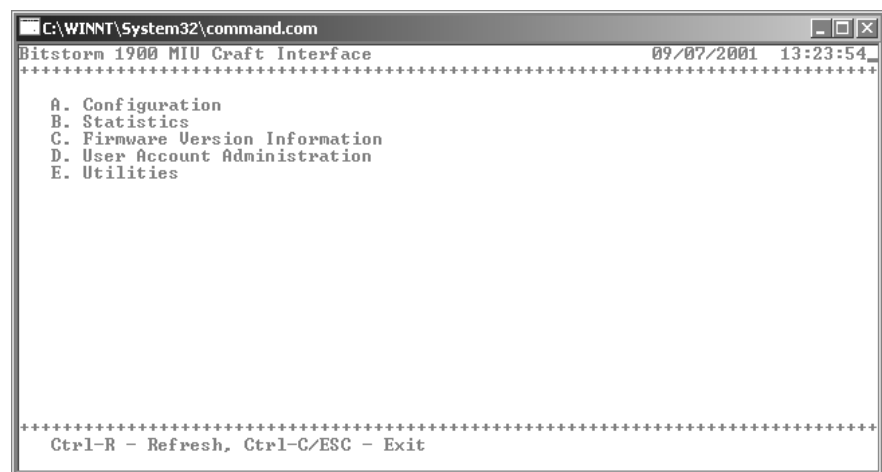 C:\WINNT\System32\command.com
Bitstorm 1900 MIU Craft Interface 09/07/2001 13:23:54_
++++++++++++++++++++++++++++++++++++++++++++++++++++++++++++++++++++++++++++++++
A. Configuration
B. Statistics
C. Firmware Version Information
D. User Account Administration
E. Utilities
++++++++++++++++++++++++++++++++++++++++++++++++++++++++++++++++++++++++++++++++
Ctrl-R - Refresh, Ctrl-C/ESC - Exit